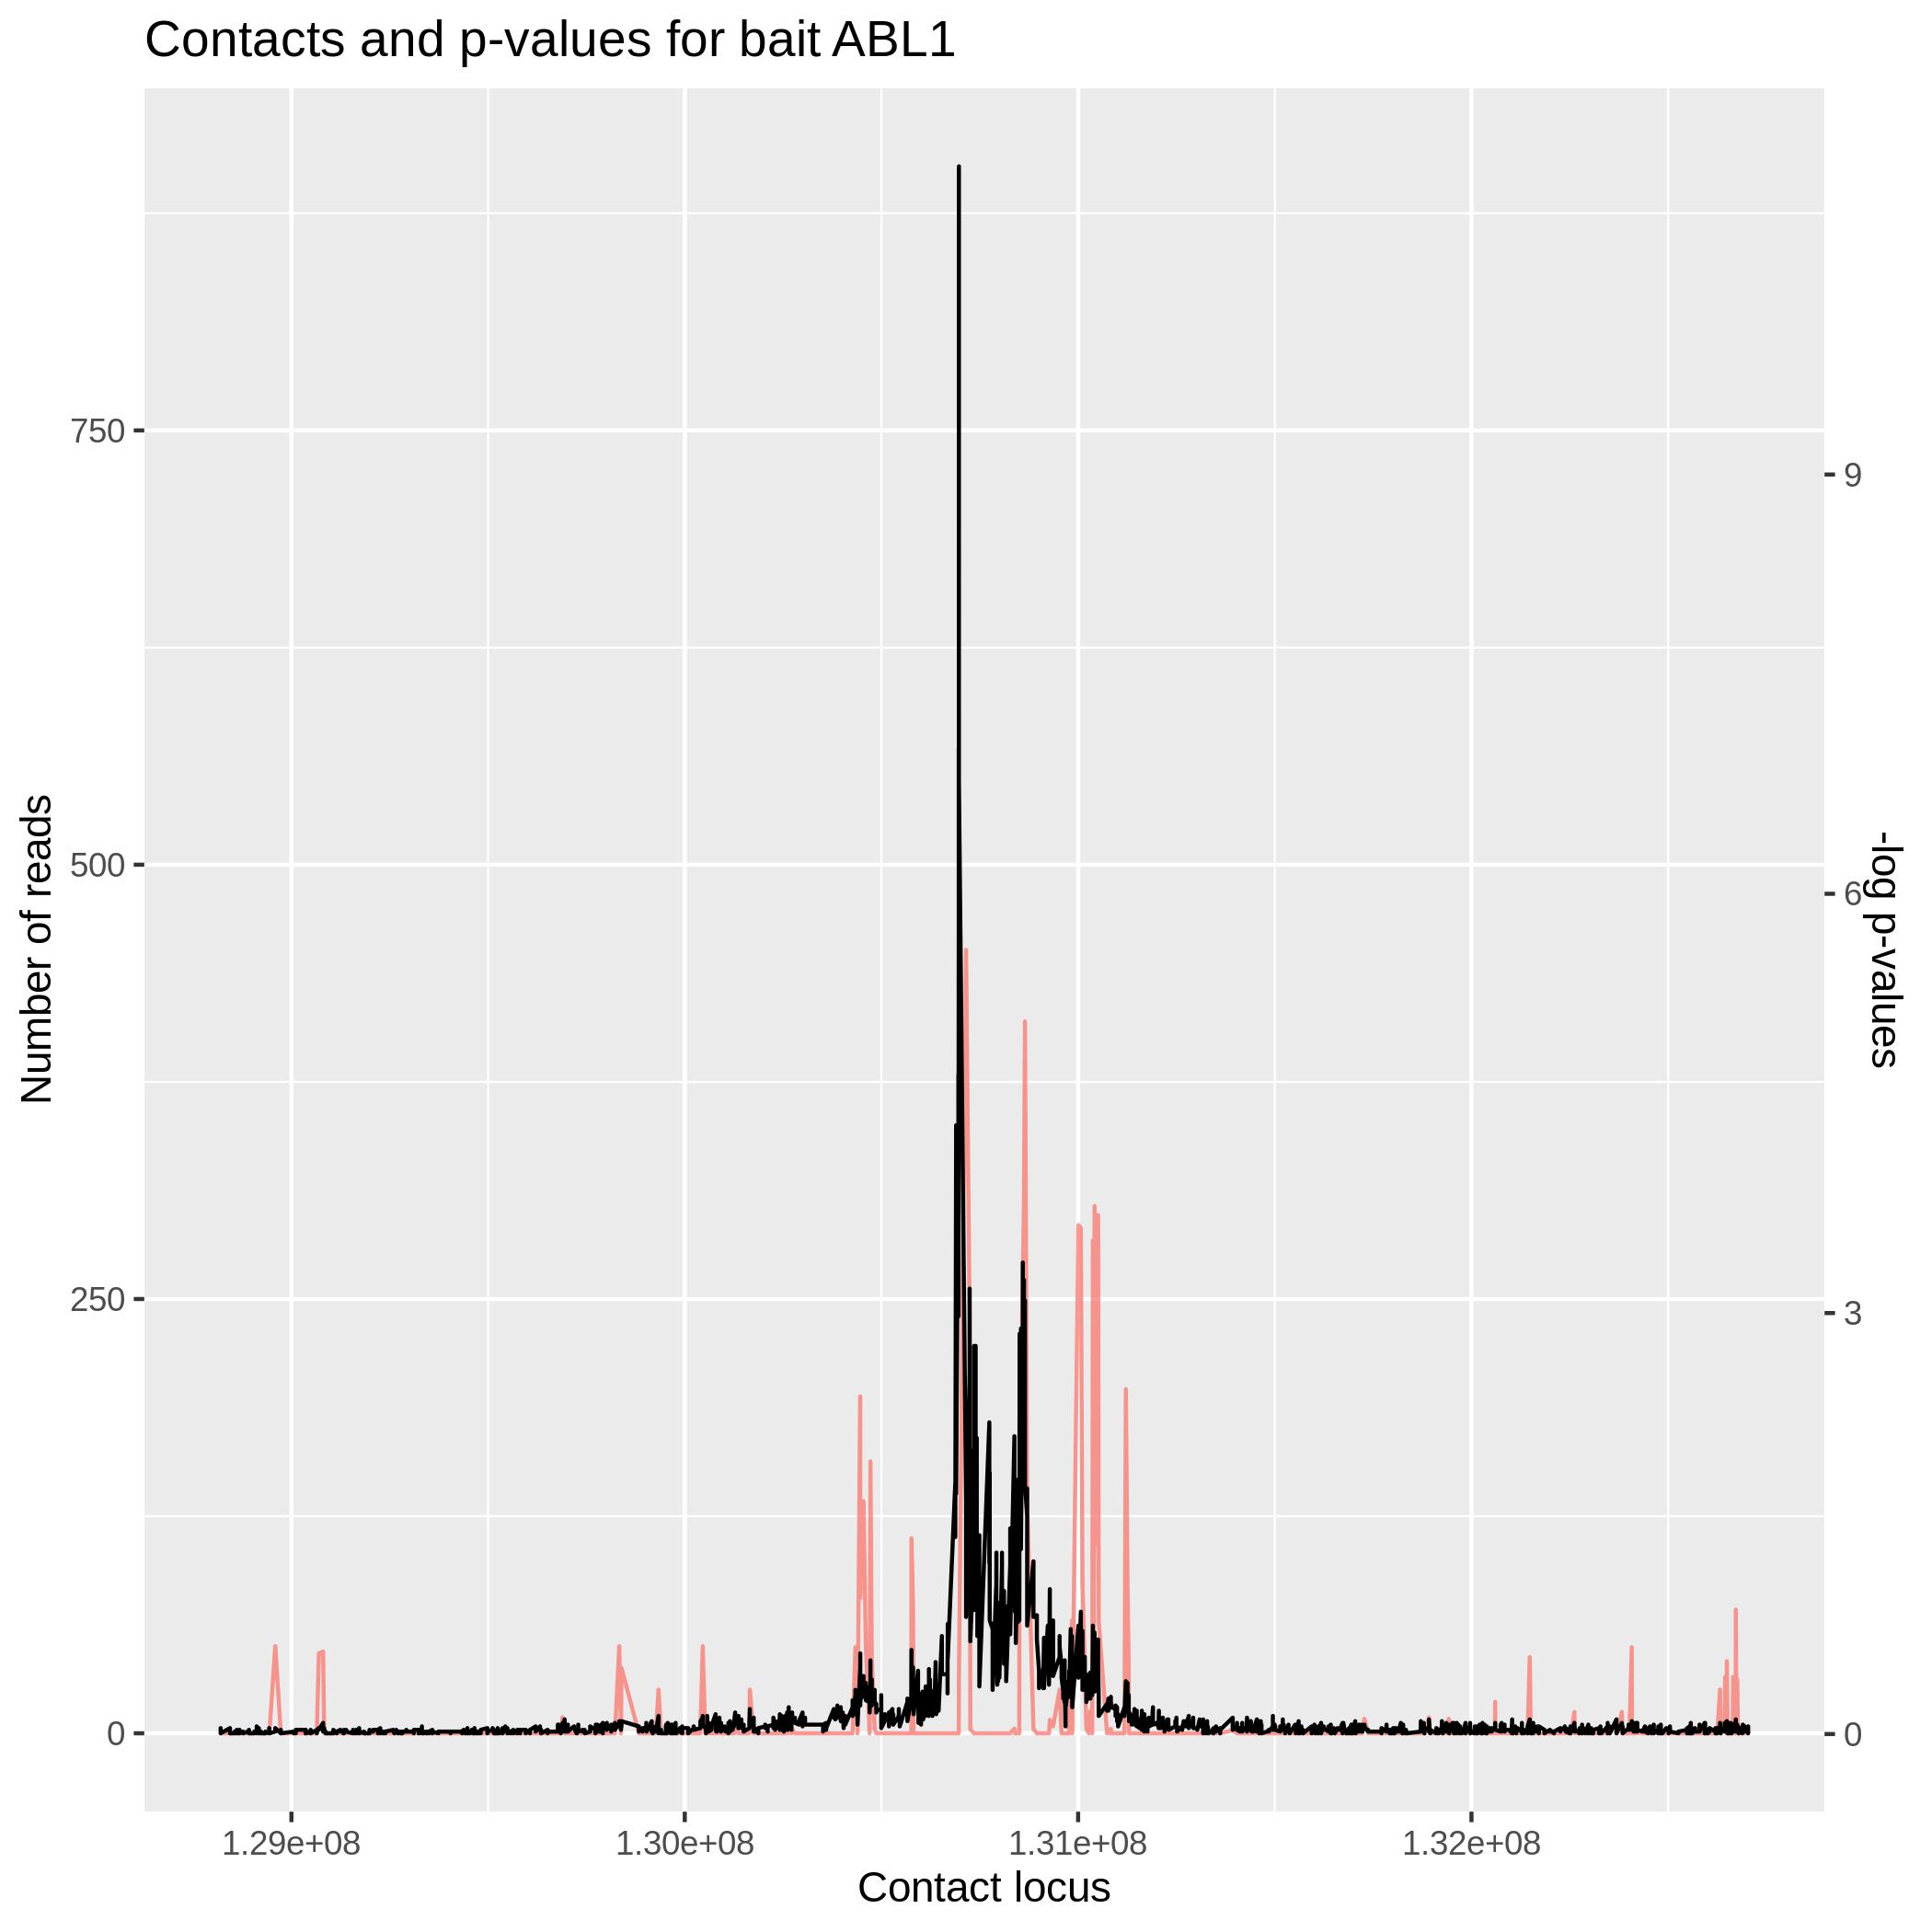 Contacts and p-values for bait ABL1
Number of reads
750
500
250
0
9
6
3
0
-log p-values
1.29e+08
1.30e+08
1.31e+08
1.32e+08
Contact locus